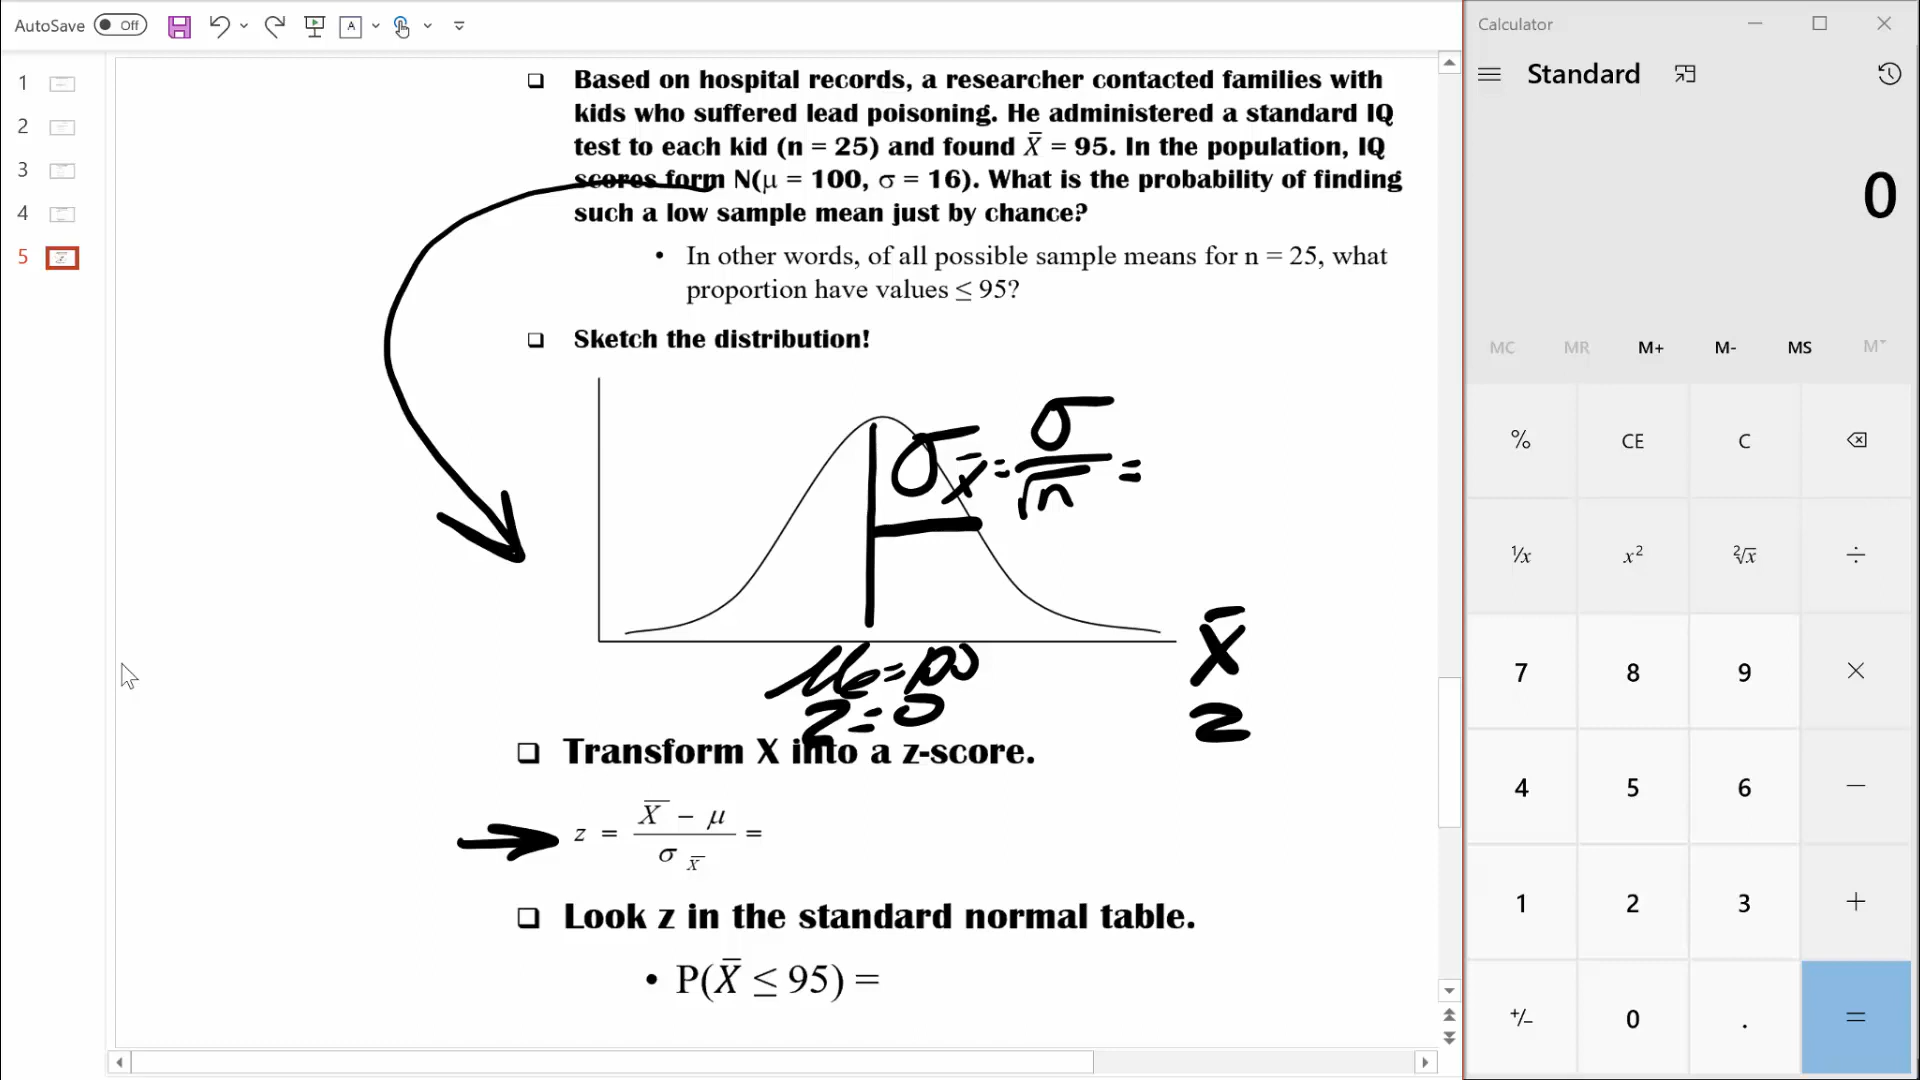 AutoSave Off
A
1
2
3
4
5
Based on hospital records, a researcher contacted families with
kids who suffered lead poisoning. He administered a standard IQ
test to each kid (n = 25) and found X̄ = 95. In the population, IQ
scores form N(μ = 100, σ = 16). What is the probability of finding
such a low sample mean just by chance?
• In other words, of all possible sample means for n = 25, what
proportion have values ≤ 95?
Sketch the distribution!
σx̄ = σ/√n =
X̄
μ = 100
z = 0
z
Transform X into a z-score.
z = (X̄ − μ)/σX̄ =
Look z in the standard normal table.
• P(X̄ ≤ 95) =
Calculator
Standard
0
MC MR M+ M- MS M˅
% CE C
¹/x x² ²√x ÷
7 8 9 ×
4 5 6 −
1 2 3 +
+/− 0 . =